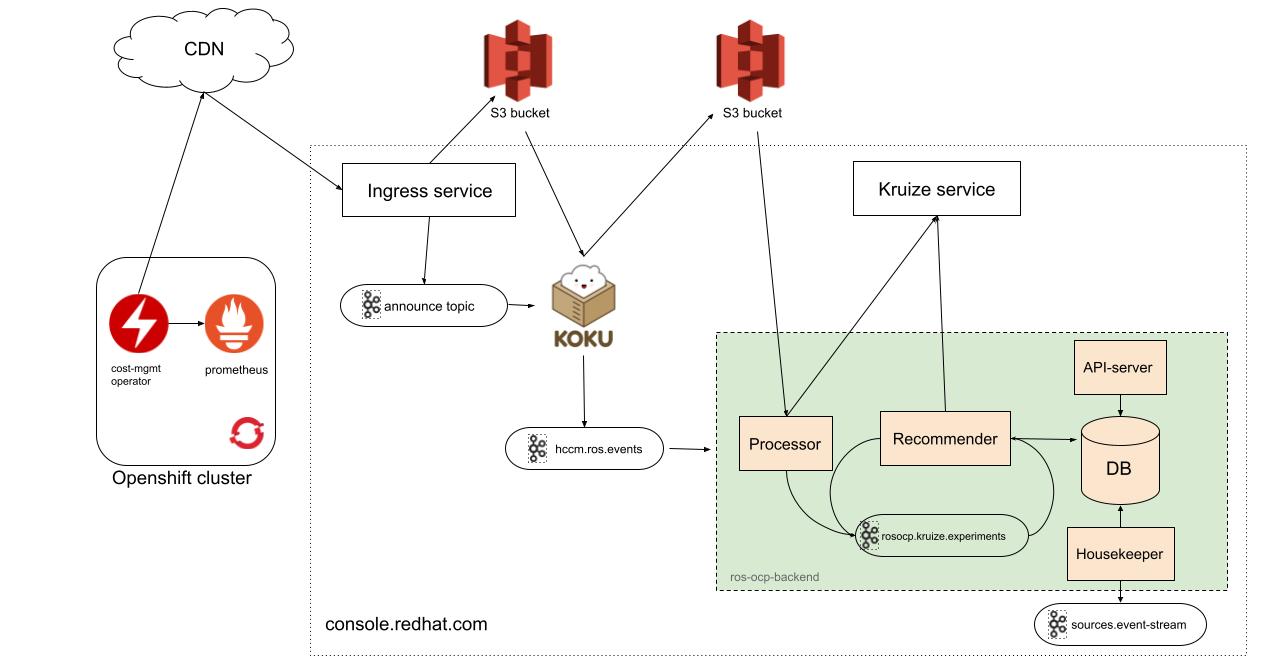 CDN
S3 bucket
S3 bucket
Ingress service
Kruize service
announce topic
KOKU
cost-mgmt
operator
prometheus
Openshift cluster
API-server
Processor
Recommender
hccm.ros.events
DB
rosocp.kruize.experiments
Housekeeper
ros-ocp-backend
console.redhat.com
sources.event-stream